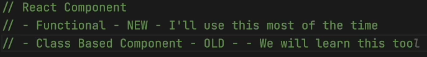 // React Component
// - Functional - NEW - I'll use this most of the time
// - Class Based Component - OLD - - We will learn this tool